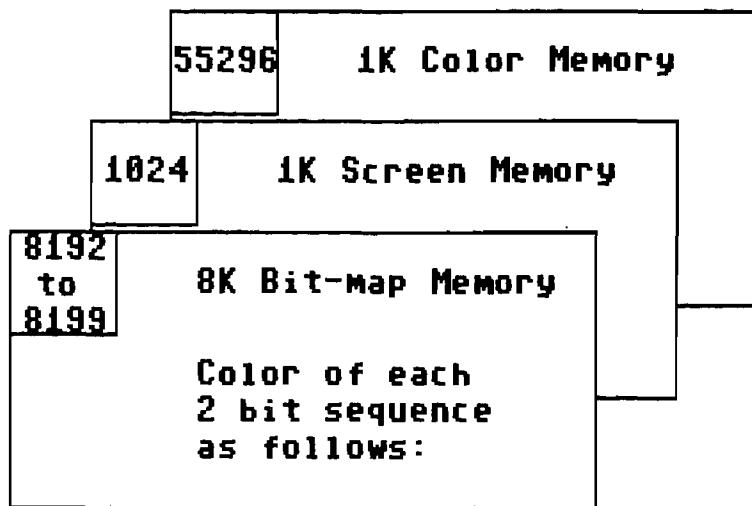 55296 1K Color Memory
1024 1K Screen Memory
8192
to
8199
8K Bit-map Memory
Color of each
2 bit sequence
as follows: